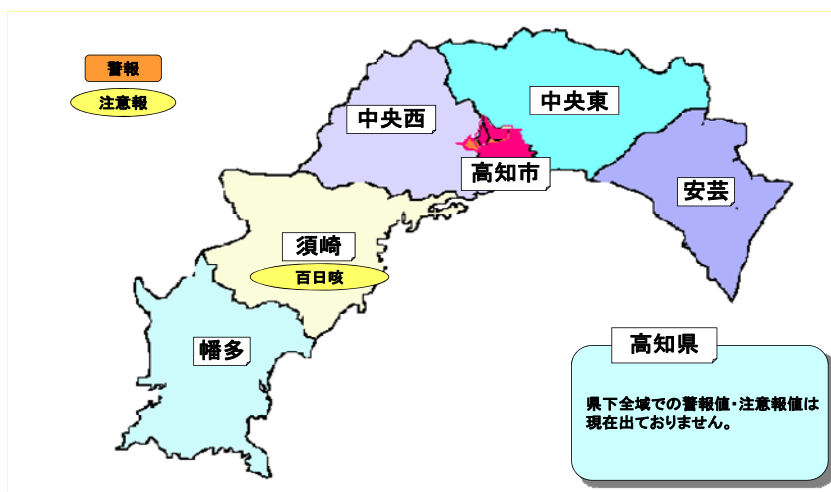 警報
注意報
中央西
中央東
高知市
安芸
須崎
百日咳
幡多
高知県
県下全域での警報値・注意報値は
現在出ておりません。